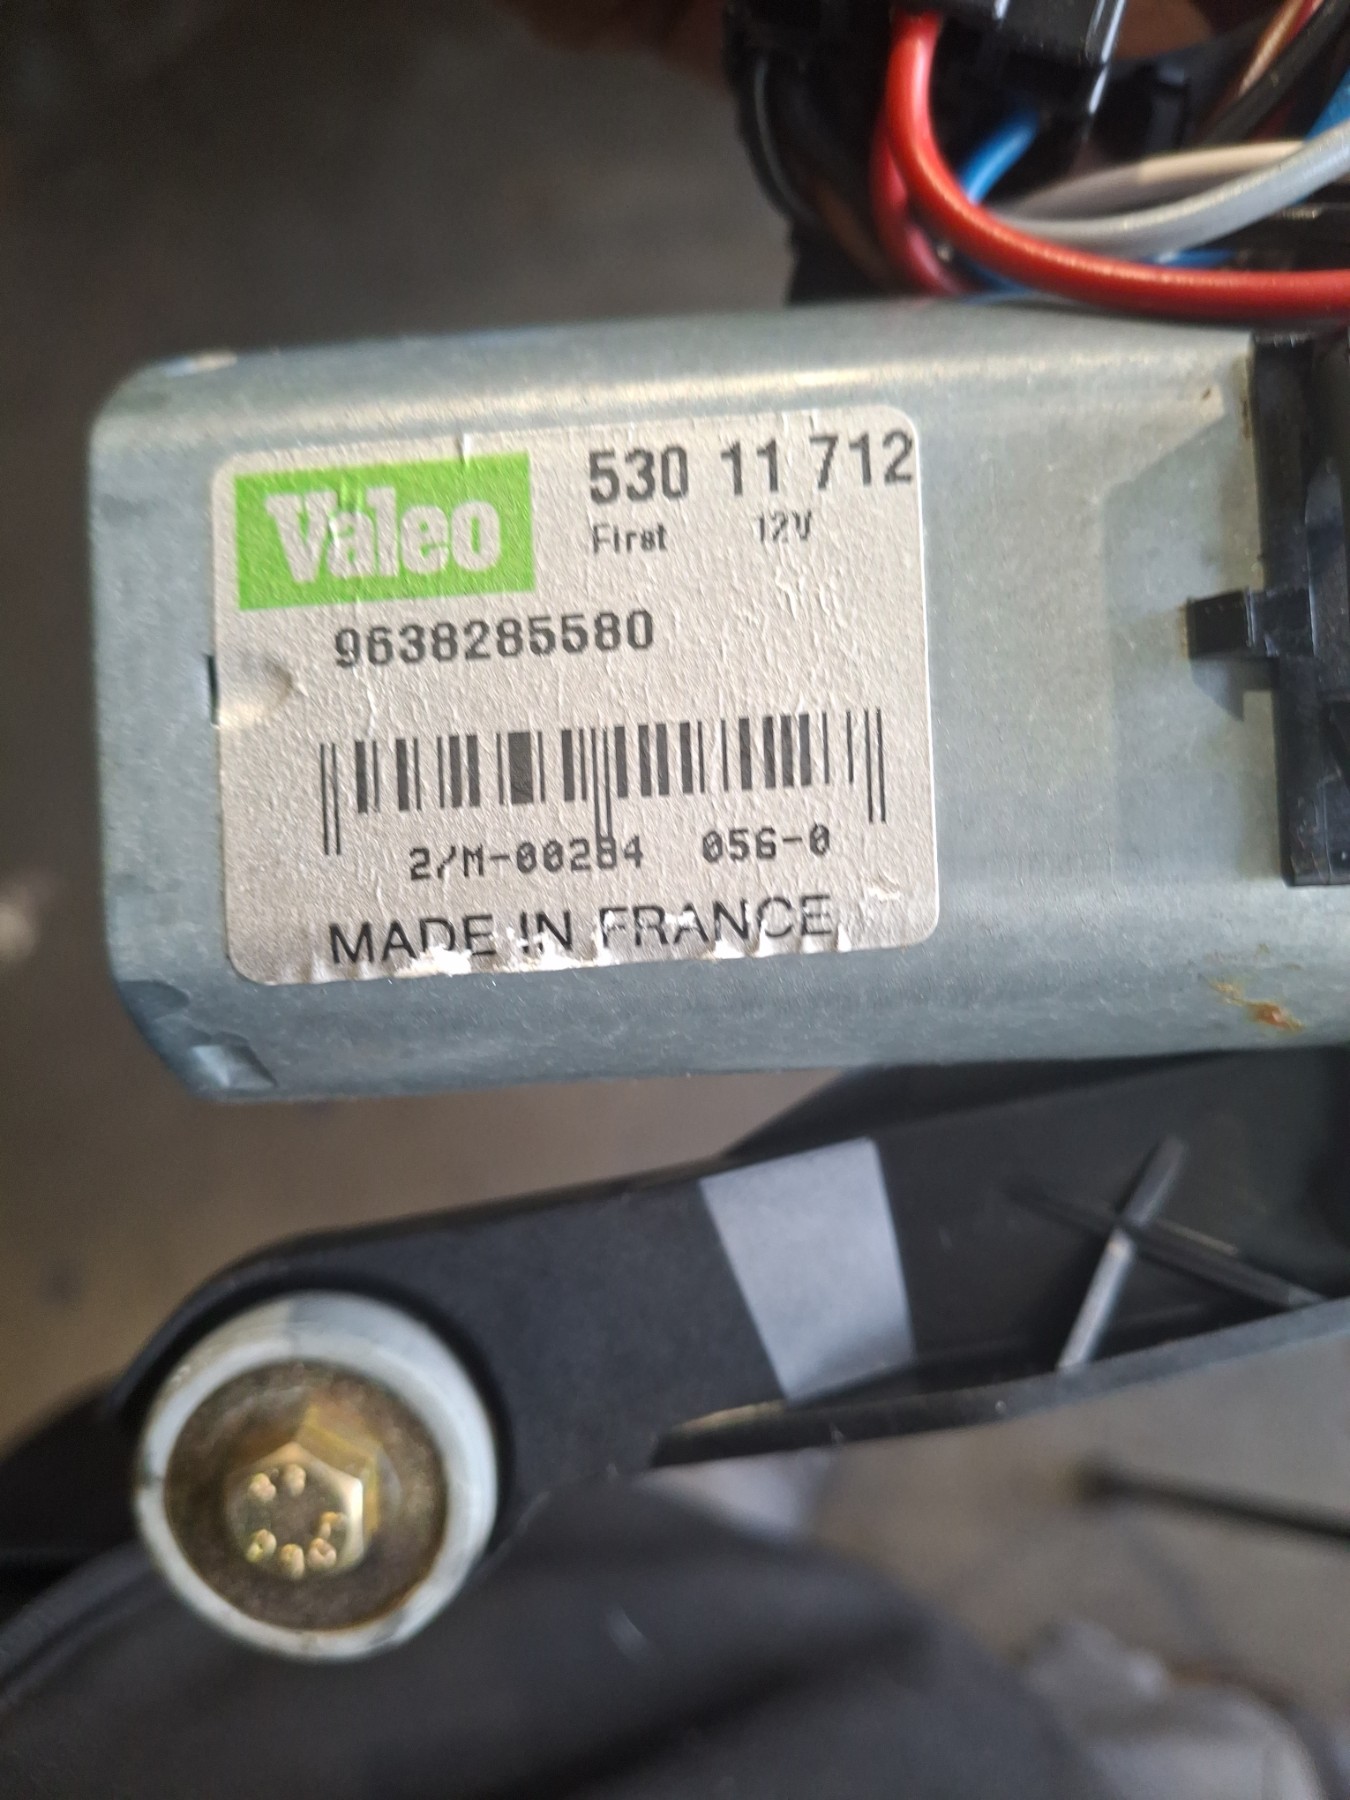 Valeo
530 11 712
First 12V
9638285580
2/M-00284 056-0
MADE IN FRANCE